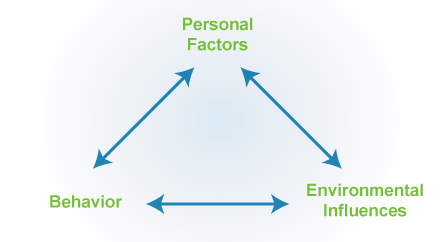 Personal
Factors
Behavior
Environmental
Influences